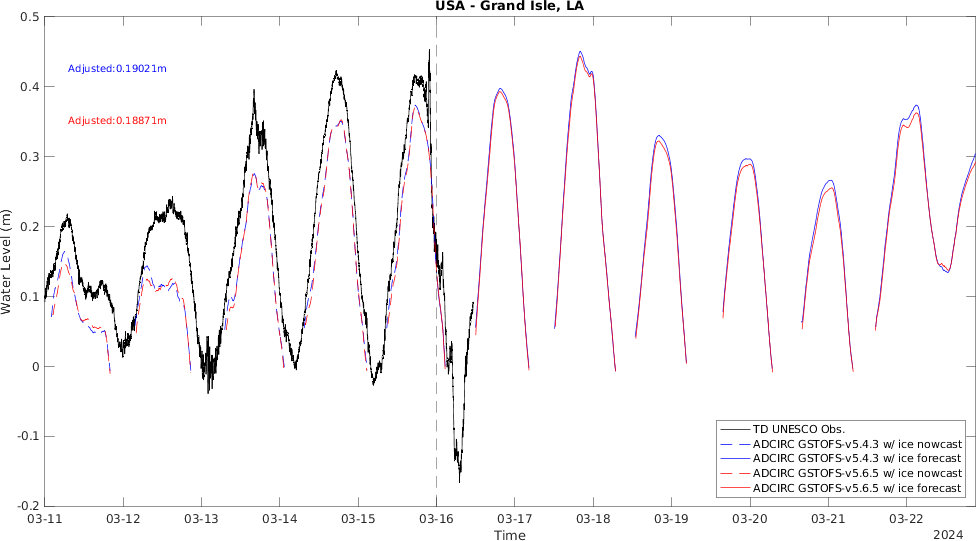 USA - Grand Isle, LA
0.5
0.4
0.3
0.2
0.1
0
-0.1
-0.2
Water Level (m)
Adjusted:0.19021m
Adjusted:0.18871m
TD UNESCO Obs.
ADCIRC GSTOFS-v5.4.3 w/ ice nowcast
ADCIRC GSTOFS-v5.4.3 w/ ice forecast
ADCIRC GSTOFS-v5.6.5 w/ ice nowcast
ADCIRC GSTOFS-v5.6.5 w/ ice forecast
03-11 03-12 03-13 03-14 03-15 03-16 03-17 03-18 03-19 03-20 03-21 03-22
Time
2024